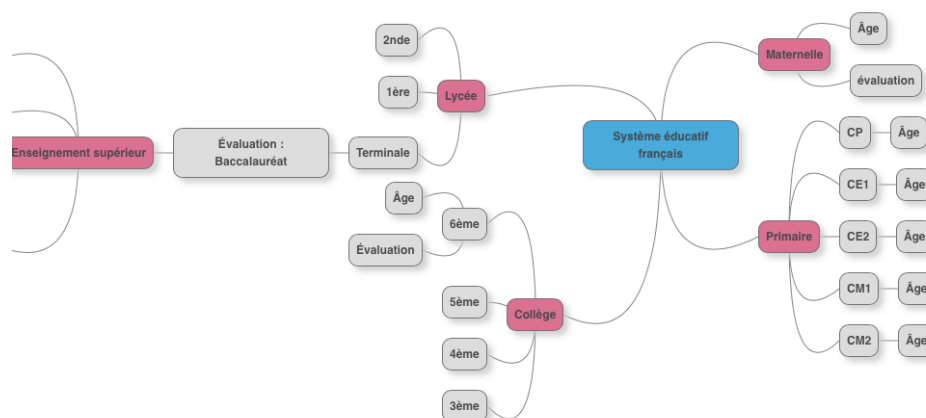 Système éducatif
français
Maternelle
Âge
évaluation
Primaire
CP
Âge
CE1
Âge
CE2
Âge
CM1
Âge
CM2
Âge
Lycée
2nde
1ère
Terminale
Évaluation :
Baccalauréat
Enseignement supérieur
Collège
6ème
Âge
Évaluation
5ème
4ème
3ème